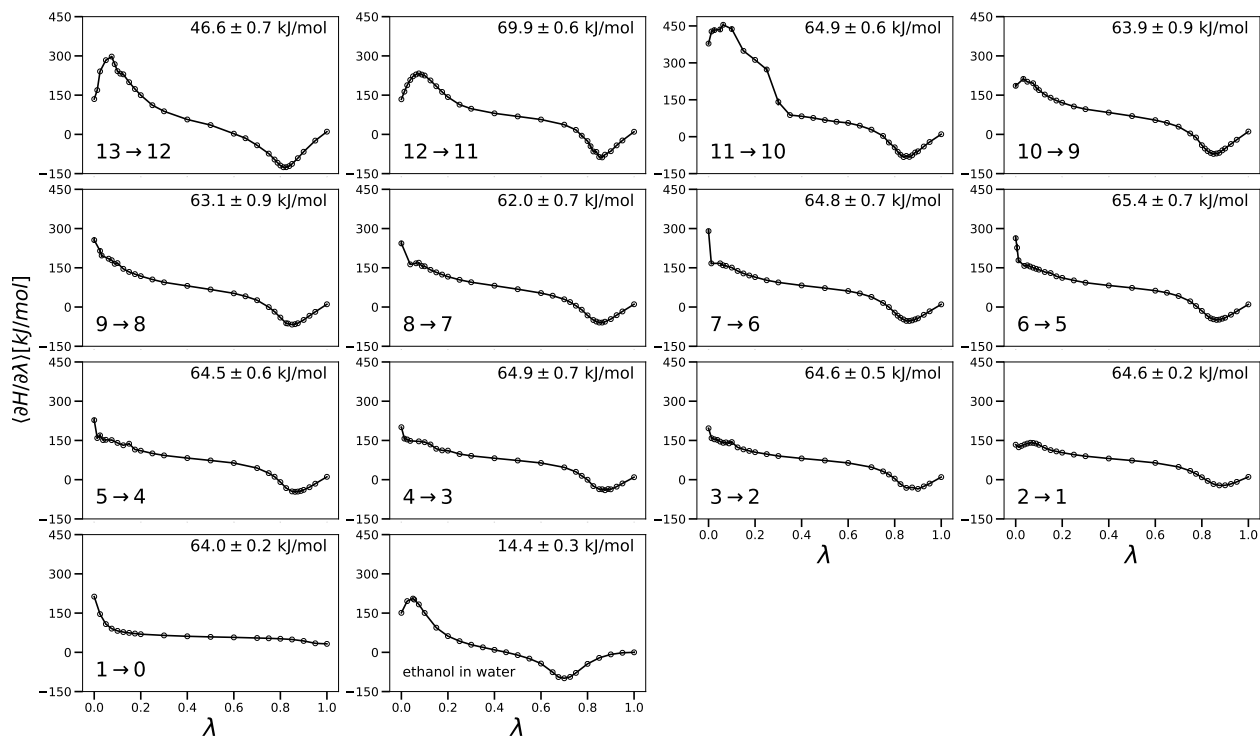 450
300
150
0
−150
46.6 ± 0.7 kJ/mol
13 → 12
450
300
150
0
−150
69.9 ± 0.6 kJ/mol
12 → 11
450
300
150
0
−150
64.9 ± 0.6 kJ/mol
11 → 10
450
300
150
0
−150
63.9 ± 0.9 kJ/mol
10 → 9
⟨∂H/∂λ⟩[kJ/mol]
450
300
150
0
−150
63.1 ± 0.9 kJ/mol
9 → 8
450
300
150
0
−150
62.0 ± 0.7 kJ/mol
8 → 7
450
300
150
0
−150
64.8 ± 0.7 kJ/mol
7 → 6
450
300
150
0
−150
65.4 ± 0.7 kJ/mol
6 → 5
450
300
150
0
−150
64.5 ± 0.6 kJ/mol
5 → 4
450
300
150
0
−150
64.9 ± 0.7 kJ/mol
4 → 3
450
300
150
0
−150
64.6 ± 0.5 kJ/mol
3 → 2
0.0 0.2 0.4 0.6 0.8 1.0
λ
450
300
150
0
−150
64.6 ± 0.2 kJ/mol
2 → 1
0.0 0.2 0.4 0.6 0.8 1.0
λ
450
300
150
0
−150
64.0 ± 0.2 kJ/mol
1 → 0
0.0 0.2 0.4 0.6 0.8 1.0
λ
450
300
150
0
−150
14.4 ± 0.3 kJ/mol
ethanol in water
0.0 0.2 0.4 0.6 0.8 1.0
λ